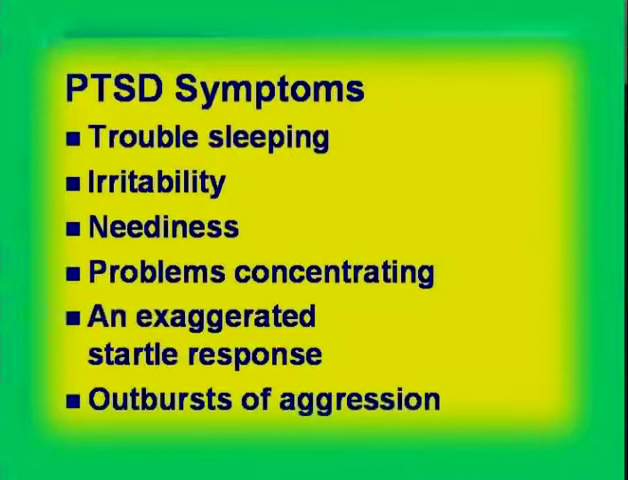 PTSD Symptoms
■ Trouble sleeping
■ Irritability
■ Neediness
■ Problems concentrating
■ An exaggerated
startle response
■ Outbursts of aggression